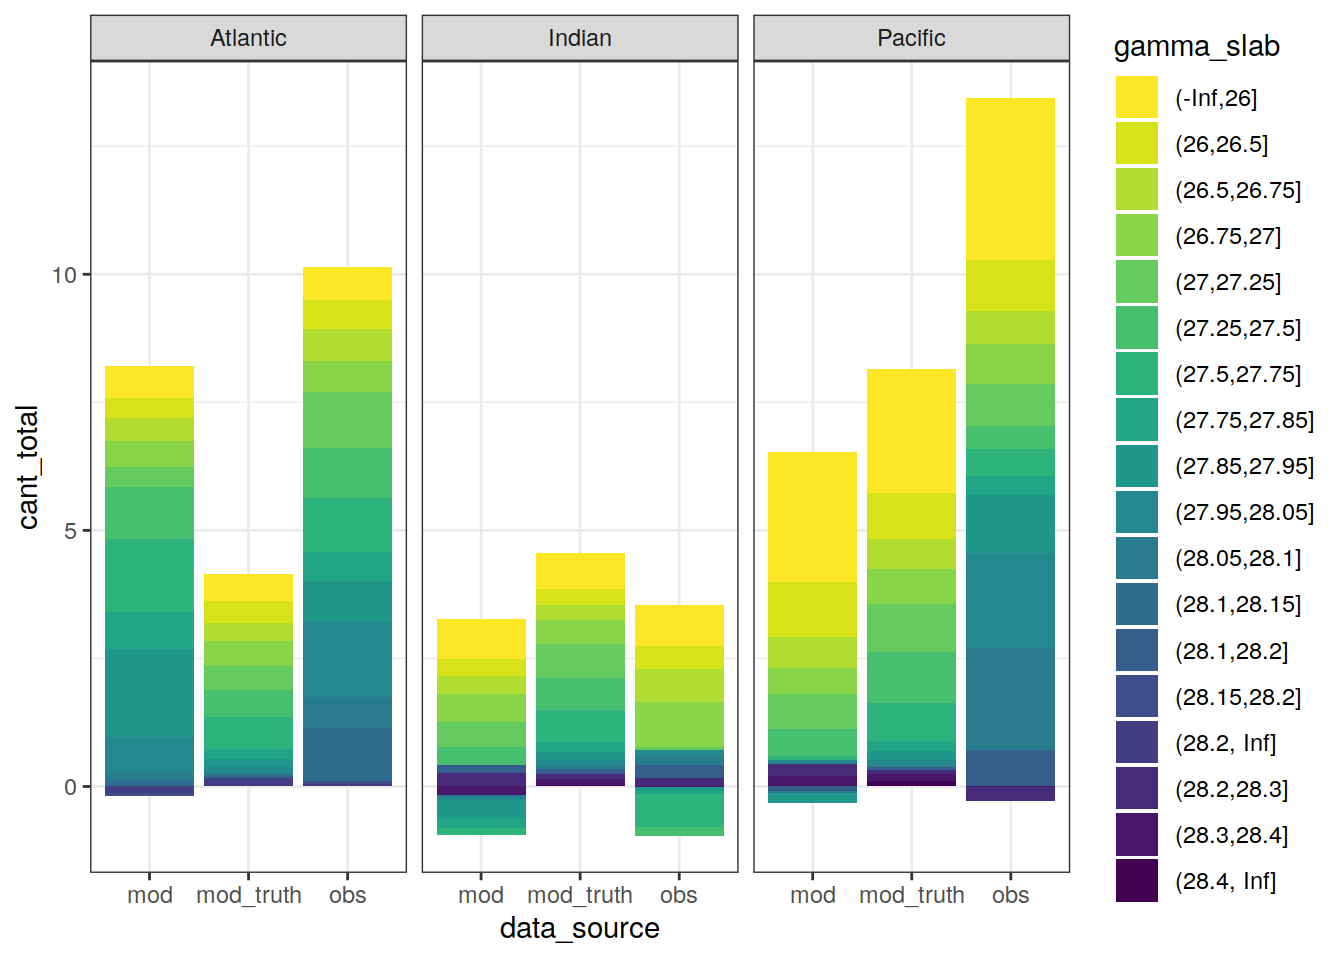 Atlantic
Indian
Pacific
cant_total
10
5
0
mod
mod_truth
obs
mod
mod_truth
obs
mod
mod_truth
obs
data_source
gamma_slab
(-Inf,26]
(26,26.5]
(26.5,26.75]
(26.75,27]
(27,27.25]
(27.25,27.5]
(27.5,27.75]
(27.75,27.85]
(27.85,27.95]
(27.95,28.05]
(28.05,28.1]
(28.1,28.15]
(28.1,28.2]
(28.15,28.2]
(28.2, Inf]
(28.2,28.3]
(28.3,28.4]
(28.4, Inf]